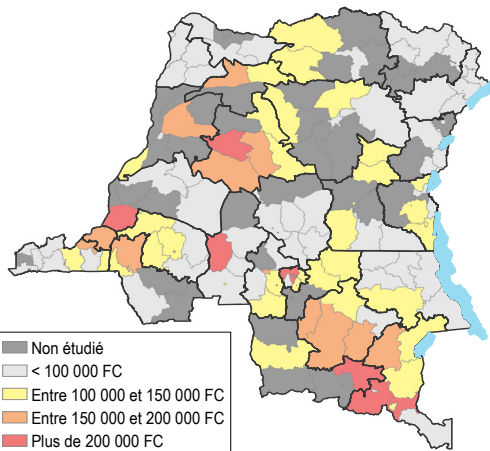 Non étudié
< 100 000 FC
Entre 100 000 et 150 000 FC
Entre 150 000 et 200 000 FC
Plus de 200 000 FC